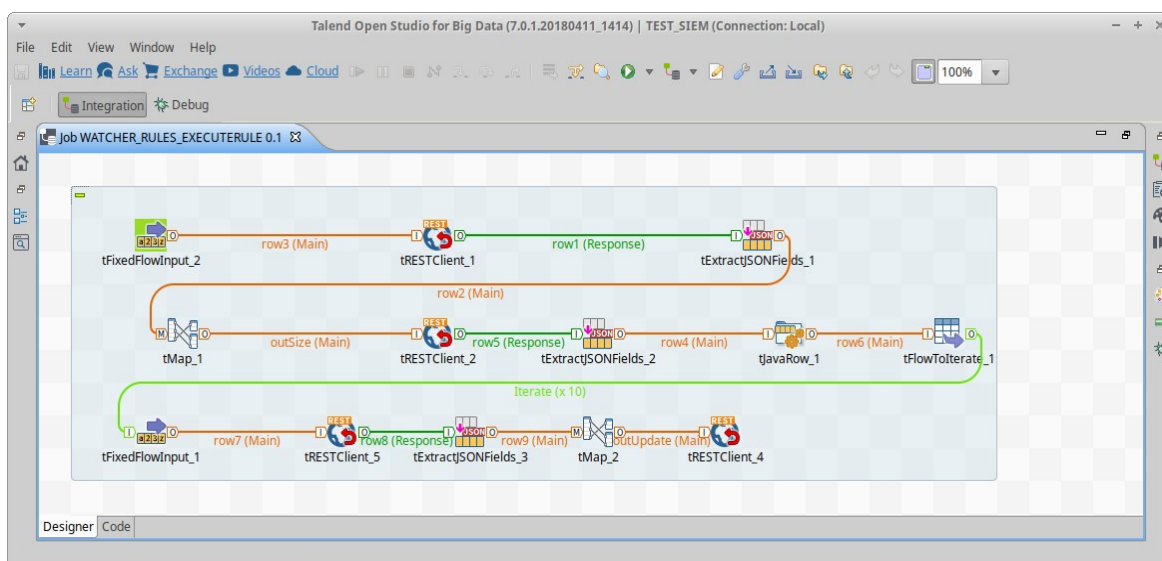 Talend Open Studio for Big Data (7.0.1.20180411_1414) | TEST_SIEM (Connection: Local)
File Edit View Window Help
Learn Ask Exchange Videos Cloud 100%
Integration Debug
Job WATCHER_RULES_EXECUTERULE 0.1
row3 (Main) row1 (Response)
tFixedFlowInput_2 tRESTClient_1 tExtractJSONFields_1
row2 (Main)
outSize (Main) row5 (Response) row4 (Main) row6 (Main)
tMap_1 tRESTClient_2 tExtractJSONFields_2 tJavaRow_1 tFlowToIterate_1
Iterate (x 10)
row7 (Main) row8 (Response) row9 (Main) outUpdate (Main)
tFixedFlowInput_1 tRESTClient_5 tExtractJSONFields_3 tMap_2 tRESTClient_4
Designer Code